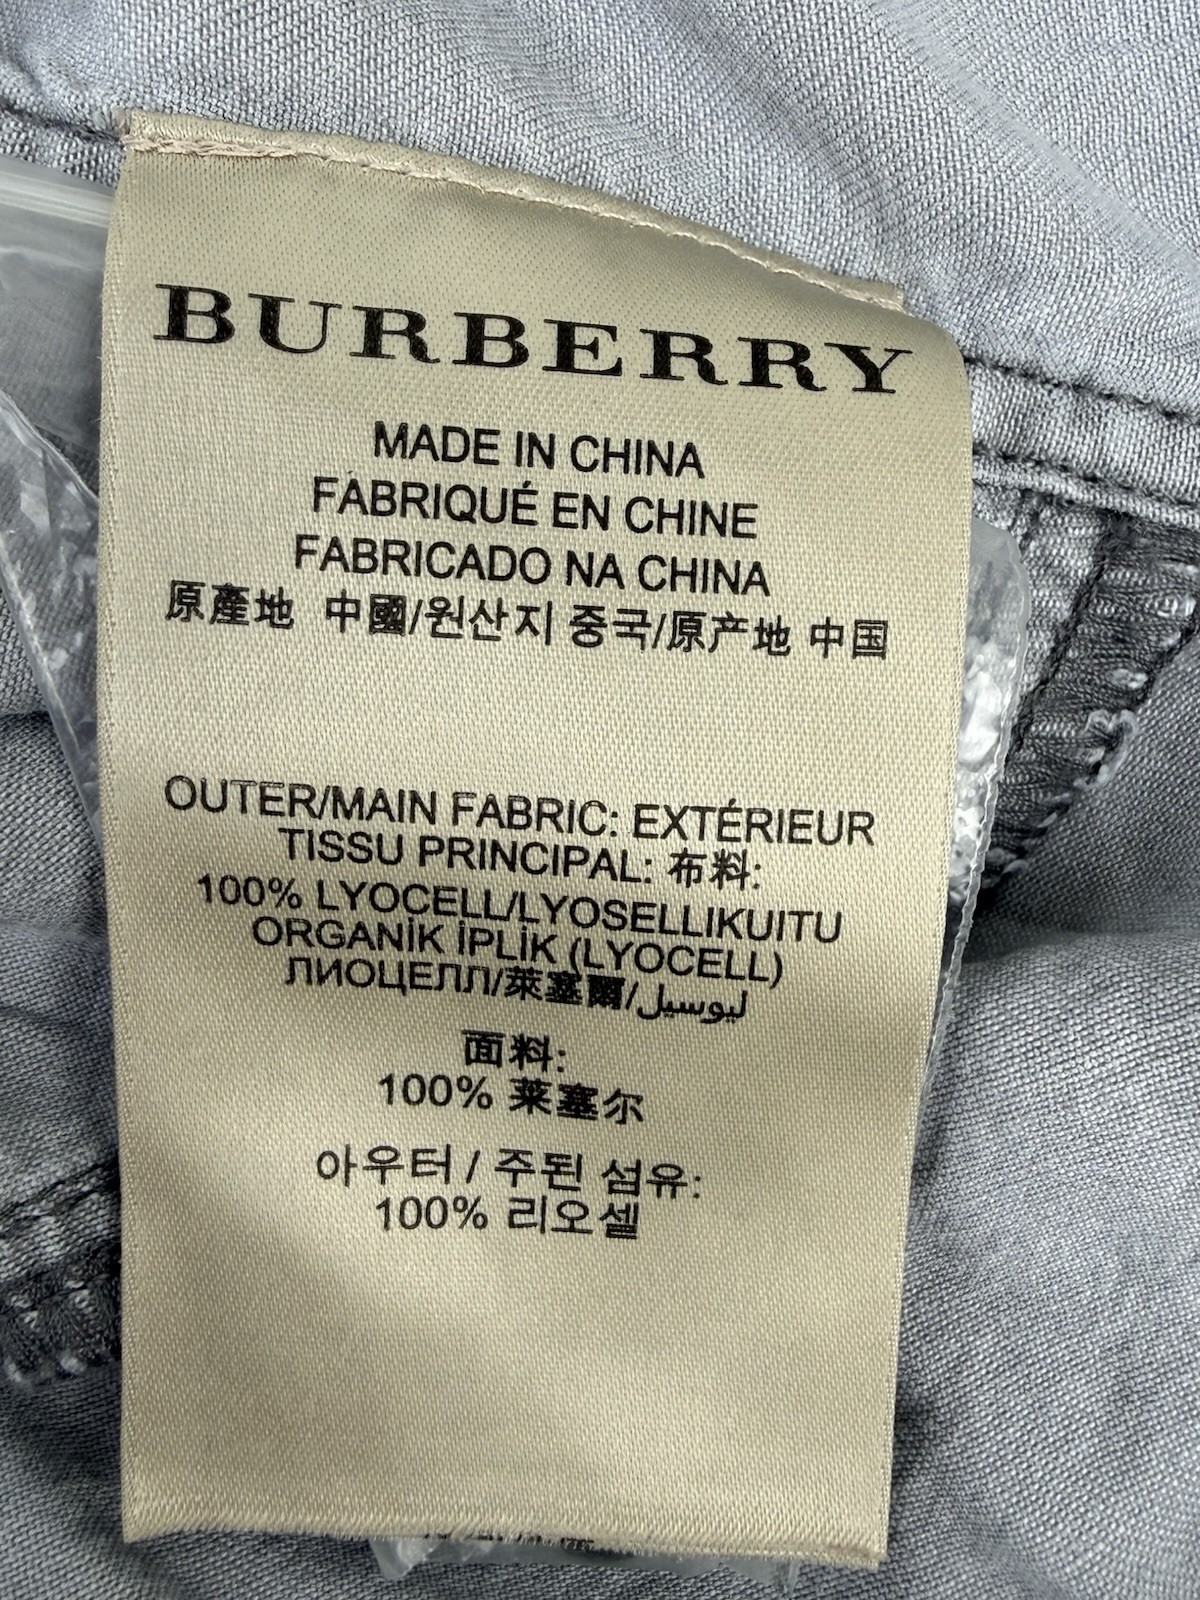 BURBERRY
MADE IN CHINA
FABRIQUÉ EN CHINE
FABRICADO NA CHINA
原產地 中國/원산지 중국/原产地 中国
OUTER/MAIN FABRIC: EXTÉRIEUR
TISSU PRINCIPAL: 布料:
100% LYOCELL/LYOSELLIKUITU
ORGANİK İPLİK (LYOCELL)
ЛИОЦЕЛЛ/萊塞爾/ليوسيل
面料:
100% 莱塞尔
아우터 / 주된 섬유:
100% 리오셀